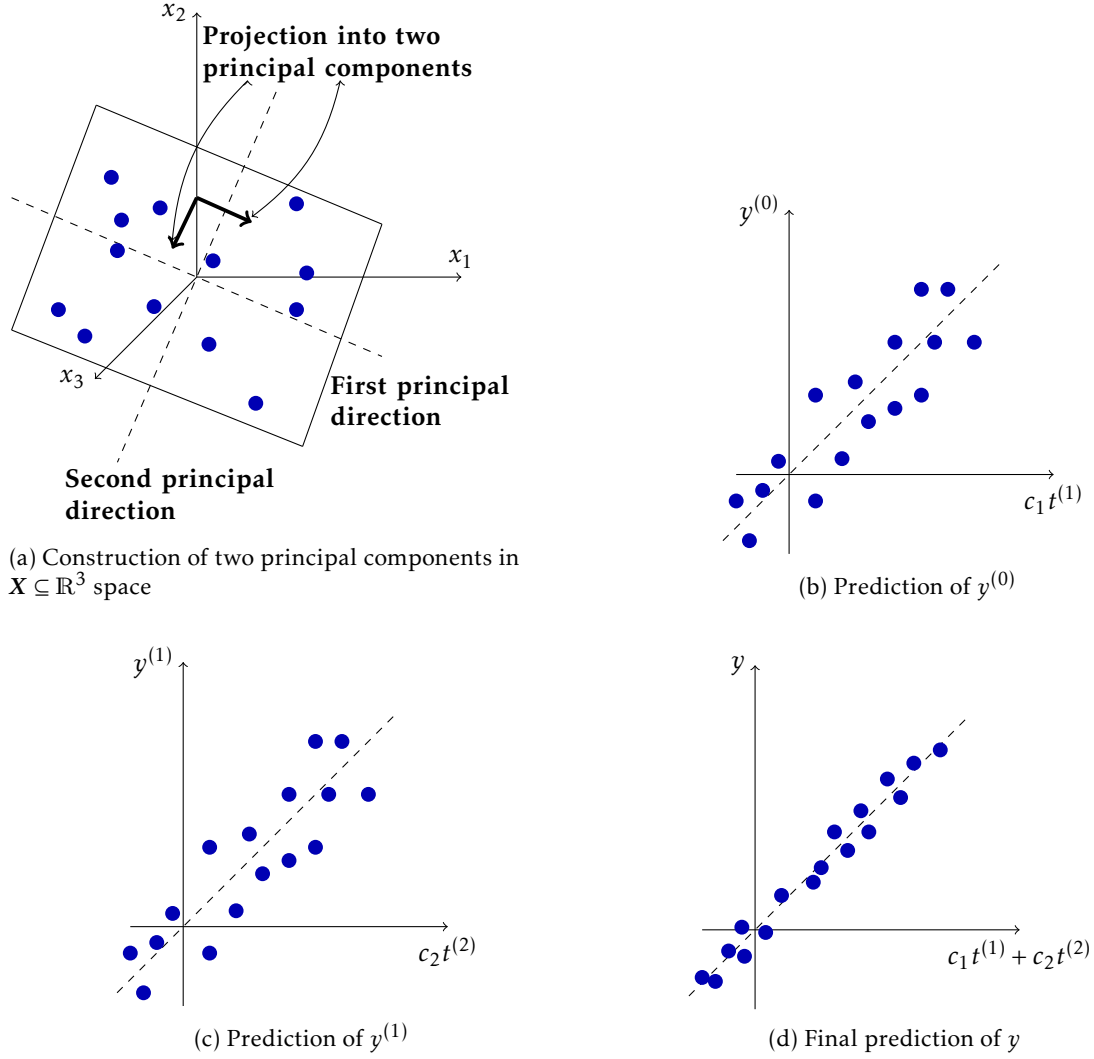 x₂
Projection into two
principal components
x₁
x₃
First principal
direction
Second principal
direction
(a) Construction of two principal components in
X ⊆ ℝ³ space
y⁽⁰⁾
c₁t⁽¹⁾
(b) Prediction of y⁽⁰⁾
y⁽¹⁾
c₂t⁽²⁾
(c) Prediction of y⁽¹⁾
y
c₁t⁽¹⁾ + c₂t⁽²⁾
(d) Final prediction of y